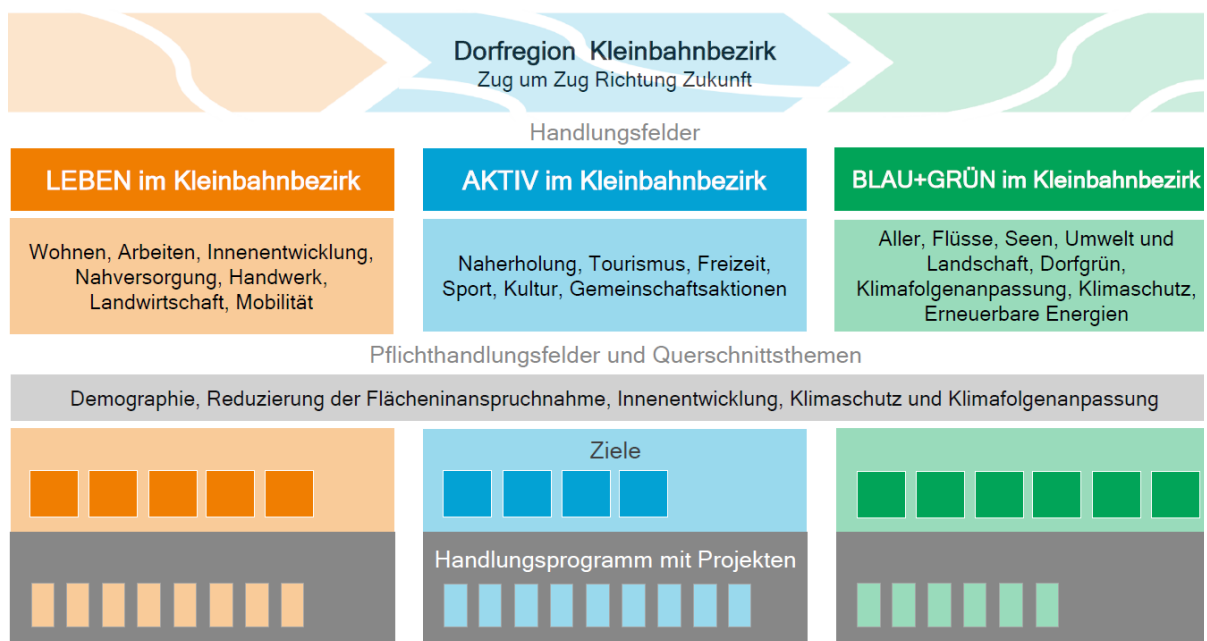 Dorfregion Kleinbahnbezirk
Zug um Zug Richtung Zukunft
Handlungsfelder
LEBEN im Kleinbahnbezirk
Wohnen, Arbeiten, Innenentwicklung,
Nahversorgung, Handwerk,
Landwirtschaft, Mobilität
AKTIV im Kleinbahnbezirk
Naherholung, Tourismus, Freizeit,
Sport, Kultur, Gemeinschaftsaktionen
BLAU+GRÜN im Kleinbahnbezirk
Aller, Flüsse, Seen, Umwelt und
Landschaft, Dorfgrün,
Klimafolgenanpassung, Klimaschutz,
Erneuerbare Energien
Pflichthandlungsfelder und Querschnittsthemen
Demographie, Reduzierung der Flächeninanspruchnahme, Innenentwicklung, Klimaschutz und Klimafolgenanpassung
Ziele
Handlungsprogramm mit Projekten